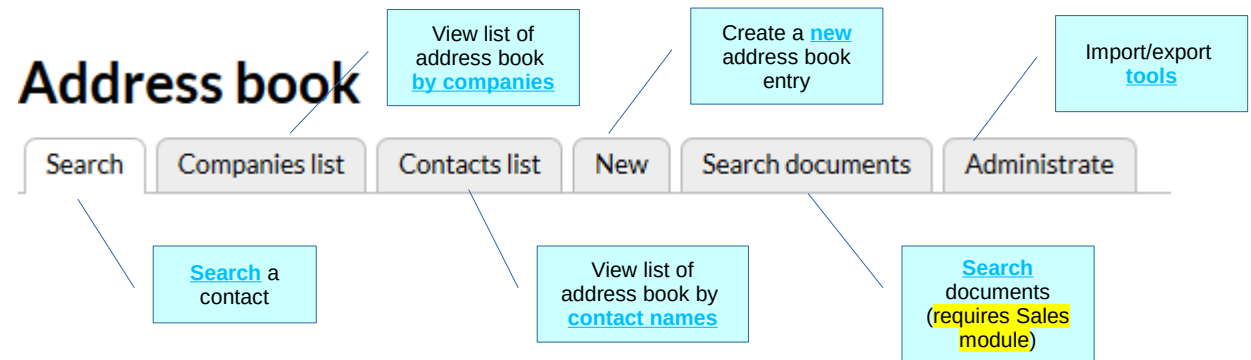 View list of
address book
by companies
Create a new
address book
entry
Import/export
tools
Address book
Search
Companies list
Contacts list
New
Search documents
Administrate
Search a
contact
View list of
address book by
contact names
Search
documents
(requires Sales
module)